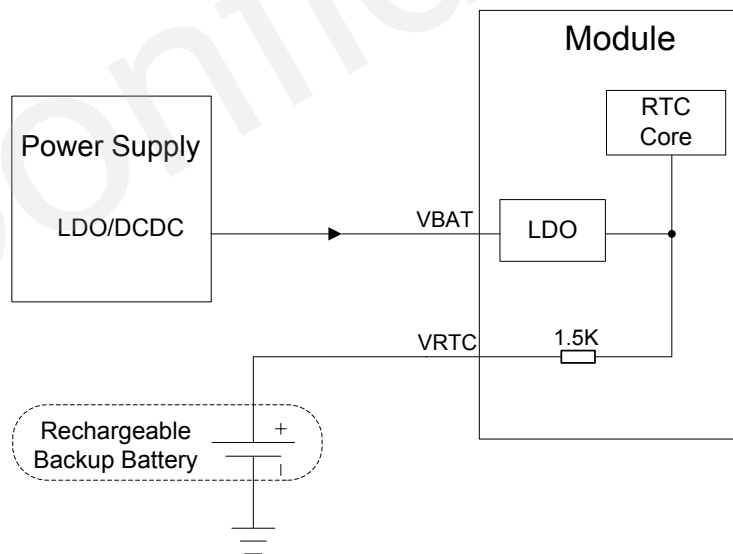 Module
RTC
Core
Power Supply
LDO/DCDC
VBAT
LDO
VRTC
1.5K
+
Rechargeable
Backup Battery
-